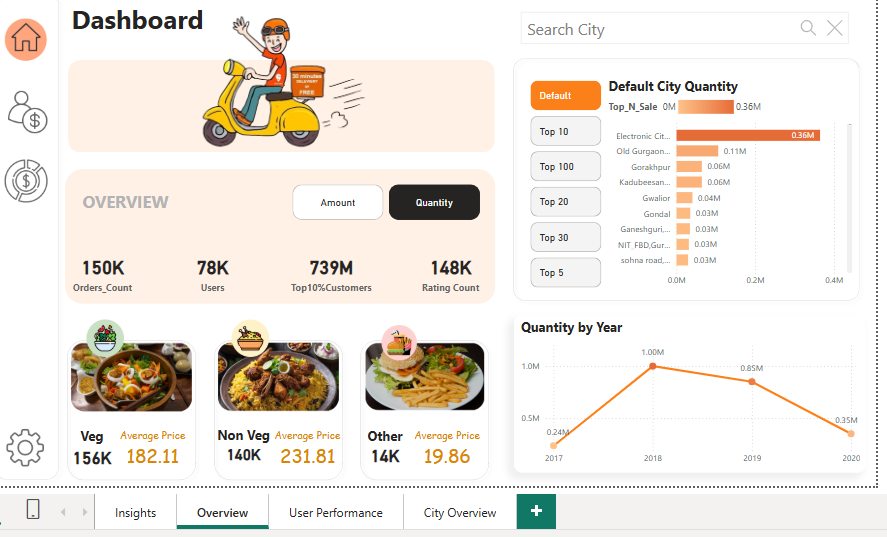 Dashboard
30 minutes
DELIVERY
or
FREE
Search City
OVERVIEW
Amount
Quantity
150K
Orders_Count
78K
Users
739M
Top10%Customers
148K
Rating Count
Veg
156K
Average Price
182.11
Non Veg
140K
Average Price
231.81
Other
14K
Average Price
19.86
Default
Top 10
Top 100
Top 20
Top 30
Top 5
Default City Quantity
Top_N_Sale 0M 0.36M
Electronic Cit... 0.36M
Old Gurgaon... 0.11M
Gorakhpur 0.06M
Kadubeesan... 0.06M
Gwalior 0.04M
Gondal 0.03M
Ganeshguri,... 0.03M
NIT_FBD,Gur... 0.03M
sohna road,... 0.03M
0.0M 0.2M 0.4M
Quantity by Year
1.0M
0.5M
0.24M
1.00M
0.85M
0.35M
2017 2018 2019 2020
Insights
Overview
User Performance
City Overview